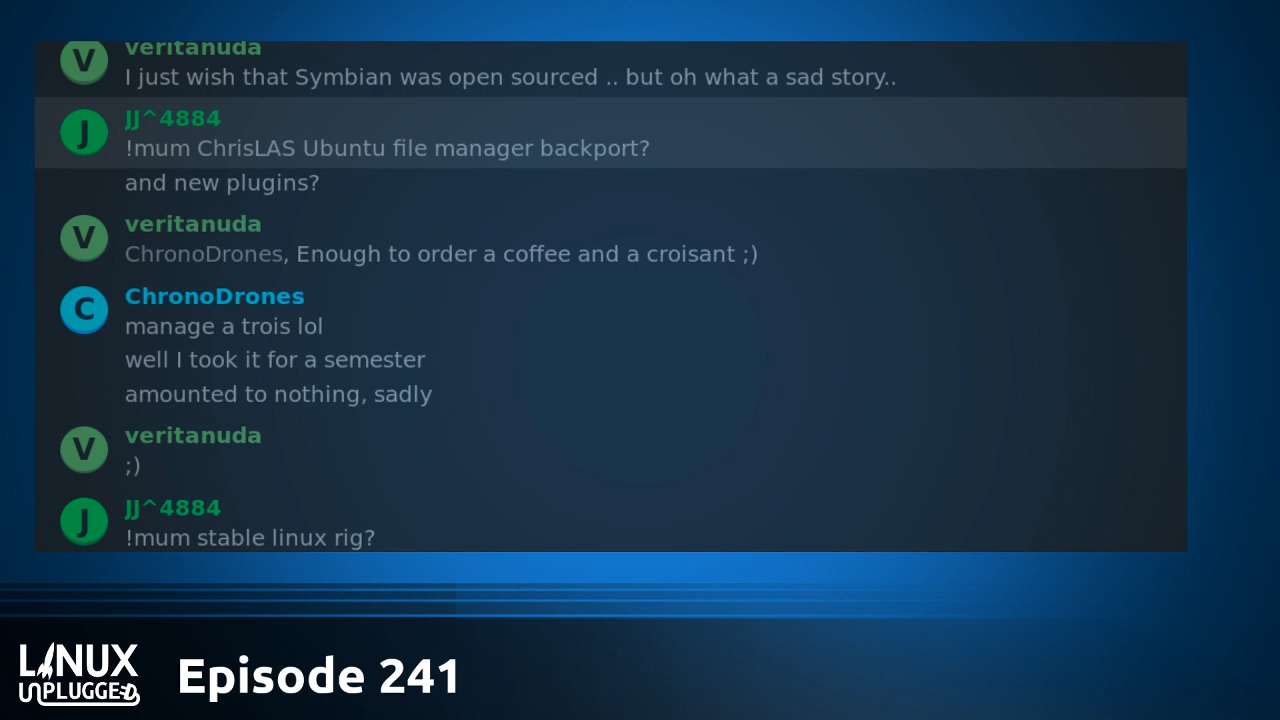 veritanuda
I just wish that Symbian was open sourced .. but oh what a sad story..
V
JJ^4884
J
!mum ChrisLAS Ubuntu file manager backport?
and new plugins?
veritanuda
V
ChronoDrones, Enough to order a coffee and a croisant ;)
ChronoDrones
C
manage a trois lol
well I took it for a semester
amounted to nothing, sadly
veritanuda
V
;)
JJ^4884
J
!mum stable linux rig?
LINUX
UNPLUGGED
Episode 241